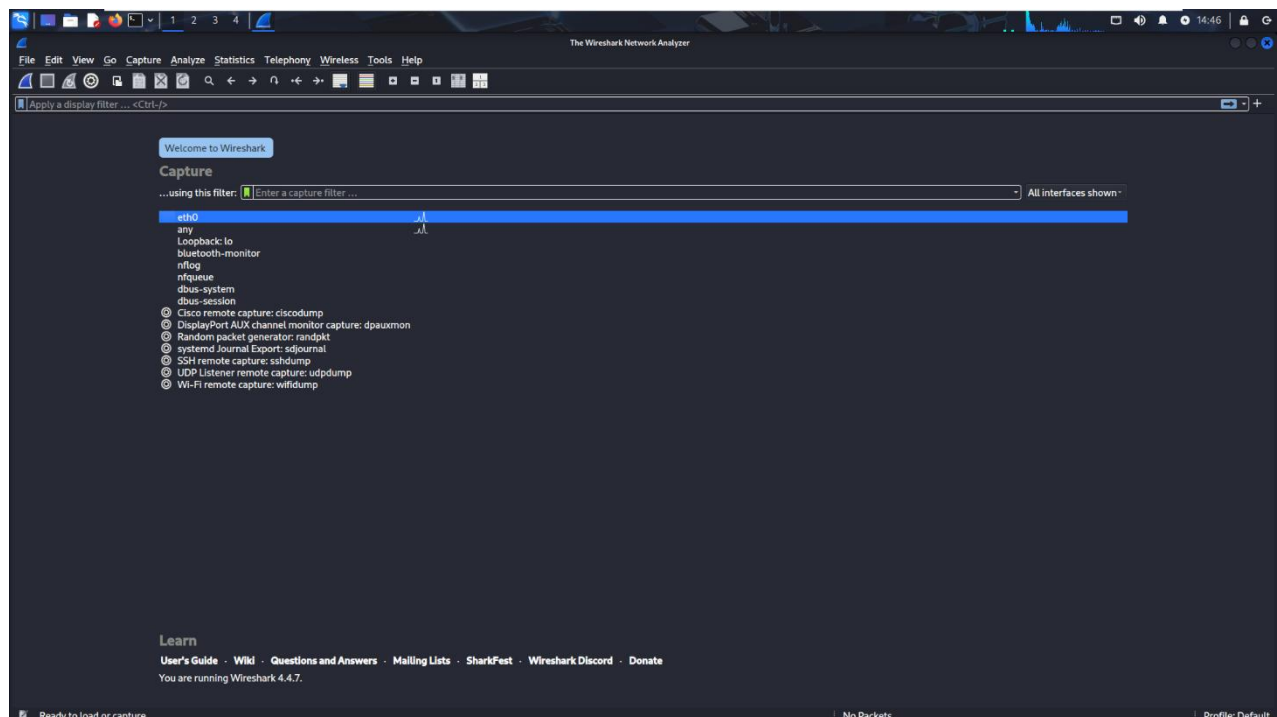 1 2 3 4 14:46
The Wireshark Network Analyzer
File Edit View Go Capture Analyze Statistics Telephony Wireless Tools Help
Apply a display filter ... <Ctrl-/>
Welcome to Wireshark
Capture
...using this filter: Enter a capture filter ... All interfaces shown
eth0
any
Loopback: lo
bluetooth-monitor
nflog
nfqueue
dbus-system
dbus-session
Cisco remote capture: ciscodump
DisplayPort AUX channel monitor capture: dpauxmon
Random packet generator: randpkt
systemd Journal Export: sdjournal
SSH remote capture: sshdump
UDP Listener remote capture: udpdump
Wi-Fi remote capture: wifidump
Learn
User's Guide · Wiki · Questions and Answers · Mailing Lists · SharkFest · Wireshark Discord · Donate
You are running Wireshark 4.4.7.
Ready to load or capture No Packets Profile: Default